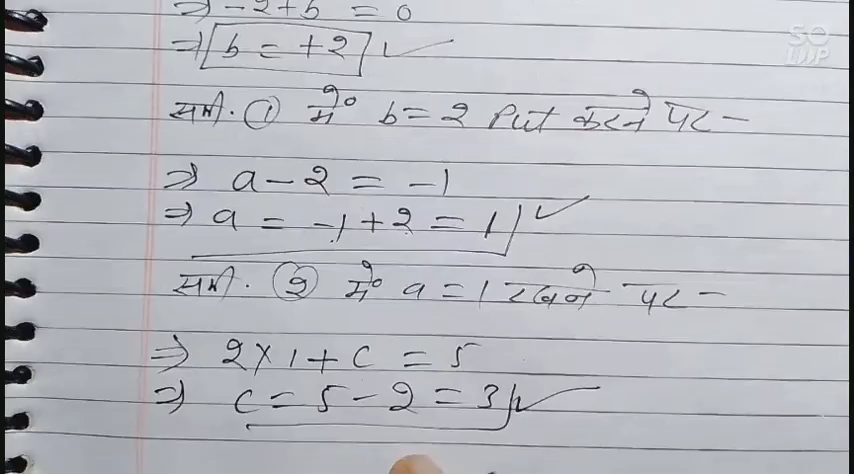 ⇒ -2+b = 0
⇒ b = +2
समी. ① में b=2 Put करने पर -
⇒ a - 2 = -1
⇒ a = -1+2 = 1
समी. ② में a=1 रखने पर -
⇒ 2×1+c = 5
⇒ c = 5-2 = 3